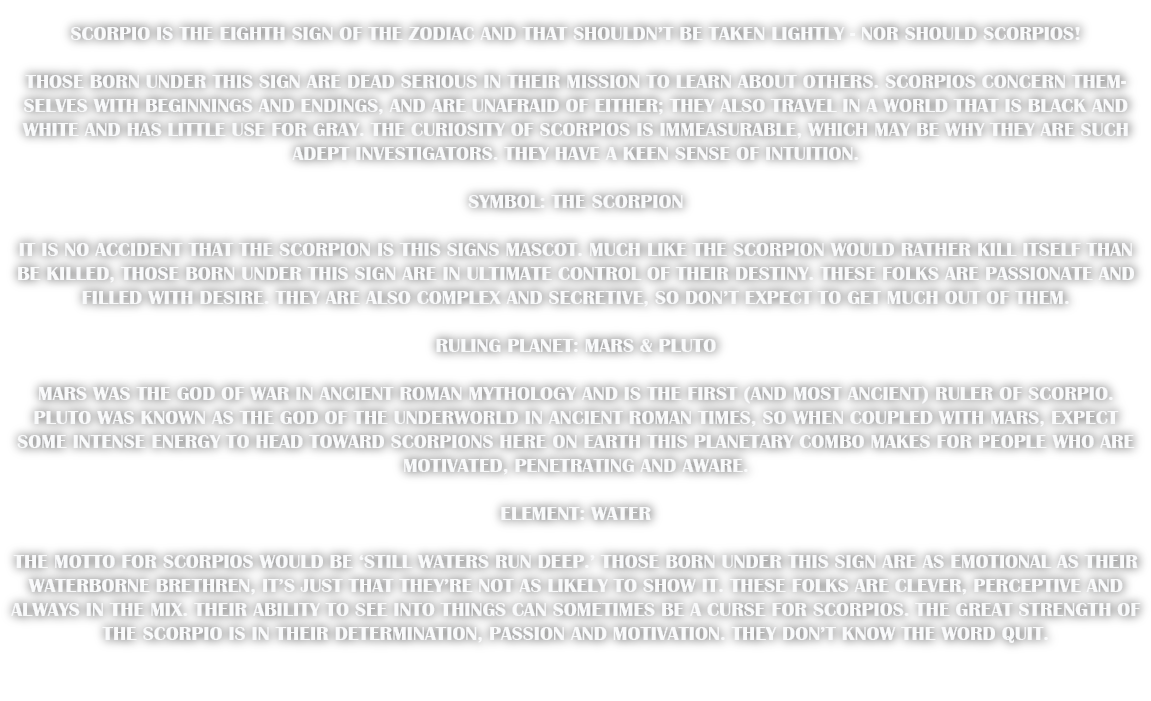 SCORPIO IS THE EIGHTH SIGN OF THE ZODIAC AND THAT SHOULDN'T BE TAKEN LIGHTLY - NOR SHOULD SCORPIOS!
THOSE BORN UNDER THIS SIGN ARE DEAD SERIOUS IN THEIR MISSION TO LEARN ABOUT OTHERS. SCORPIOS CONCERN THEM-
SELVES WITH BEGINNINGS AND ENDINGS, AND ARE UNAFRAID OF EITHER; THEY ALSO TRAVEL IN A WORLD THAT IS BLACK AND
WHITE AND HAS LITTLE USE FOR GRAY. THE CURIOSITY OF SCORPIOS IS IMMEASURABLE, WHICH MAY BE WHY THEY ARE SUCH
ADEPT INVESTIGATORS. THEY HAVE A KEEN SENSE OF INTUITION.
SYMBOL: THE SCORPION
IT IS NO ACCIDENT THAT THE SCORPION IS THIS SIGNS MASCOT. MUCH LIKE THE SCORPION WOULD RATHER KILL ITSELF THAN
BE KILLED, THOSE BORN UNDER THIS SIGN ARE IN ULTIMATE CONTROL OF THEIR DESTINY. THESE FOLKS ARE PASSIONATE AND
FILLED WITH DESIRE. THEY ARE ALSO COMPLEX AND SECRETIVE, SO DON'T EXPECT TO GET MUCH OUT OF THEM.
RULING PLANET: MARS & PLUTO
MARS WAS THE GOD OF WAR IN ANCIENT ROMAN MYTHOLOGY AND IS THE FIRST (AND MOST ANCIENT) RULER OF SCORPIO.
PLUTO WAS KNOWN AS THE GOD OF THE UNDERWORLD IN ANCIENT ROMAN TIMES, SO WHEN COUPLED WITH MARS, EXPECT
SOME INTENSE ENERGY TO HEAD TOWARD SCORPIONS HERE ON EARTH THIS PLANETARY COMBO MAKES FOR PEOPLE WHO ARE
MOTIVATED, PENETRATING AND AWARE.
ELEMENT: WATER
THE MOTTO FOR SCORPIOS WOULD BE 'STILL WATERS RUN DEEP.' THOSE BORN UNDER THIS SIGN ARE AS EMOTIONAL AS THEIR
WATERBORNE BRETHREN, IT'S JUST THAT THEY'RE NOT AS LIKELY TO SHOW IT. THESE FOLKS ARE CLEVER, PERCEPTIVE AND
ALWAYS IN THE MIX. THEIR ABILITY TO SEE INTO THINGS CAN SOMETIMES BE A CURSE FOR SCORPIOS. THE GREAT STRENGTH OF
THE SCORPIO IS IN THEIR DETERMINATION, PASSION AND MOTIVATION. THEY DON'T KNOW THE WORD QUIT.